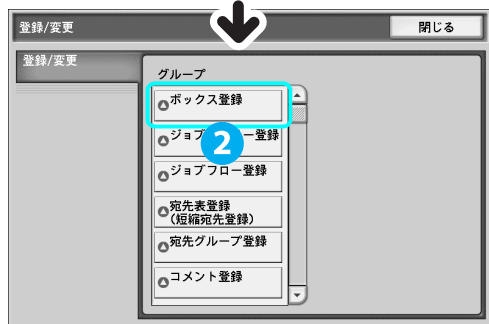 登録/変更
閉じる
登録/変更
グループ
ボックス登録
ジョブ ー登録
2
ジョブフロー登録
宛先表登録
(短縮宛先登録)
宛先グループ登録
コメント登録